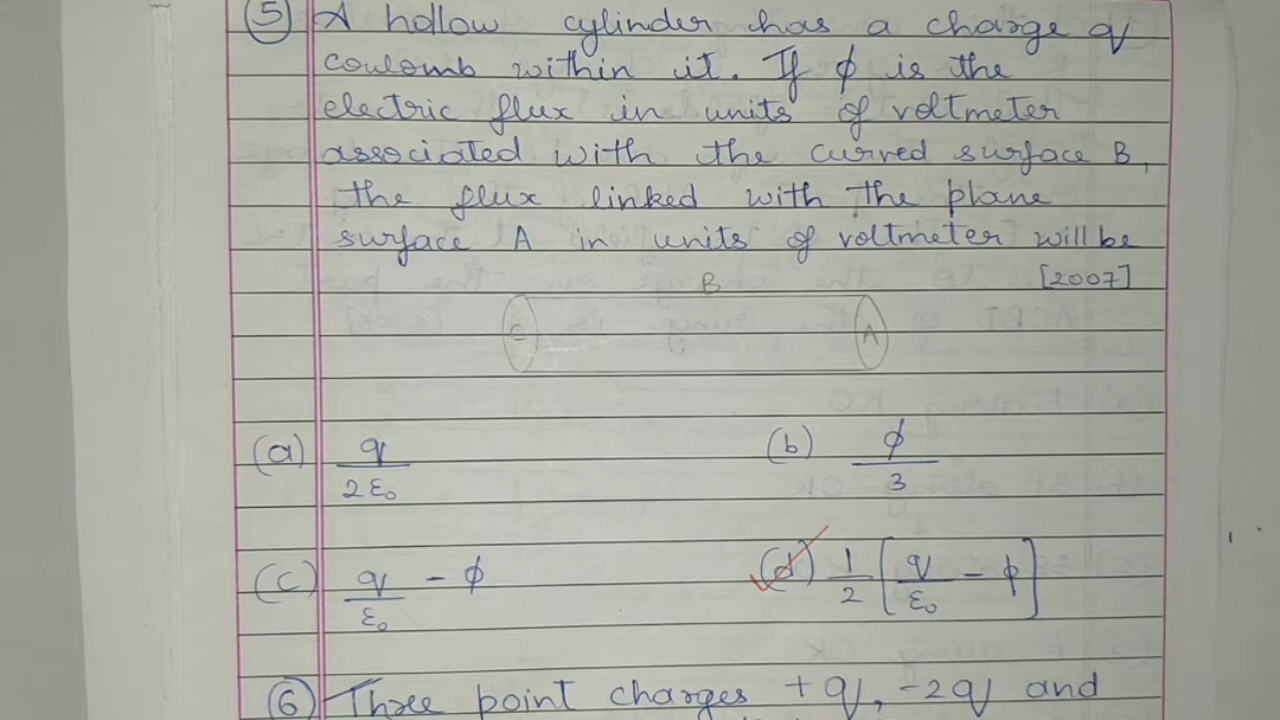 5 A hollow cylinder has a charge q
coulomb within it. If ϕ is the
electric flux in units of voltmeter
associated with the curved surface B,
the flux linked with the plane
surface A in units of voltmeter will be
[2007]
B
C A
(a) q/2ε₀ (b) ϕ/3
(c) q/ε₀ - ϕ (d) 1/2 [q/ε₀ - ϕ]
6 Three point charges +q, -2q and